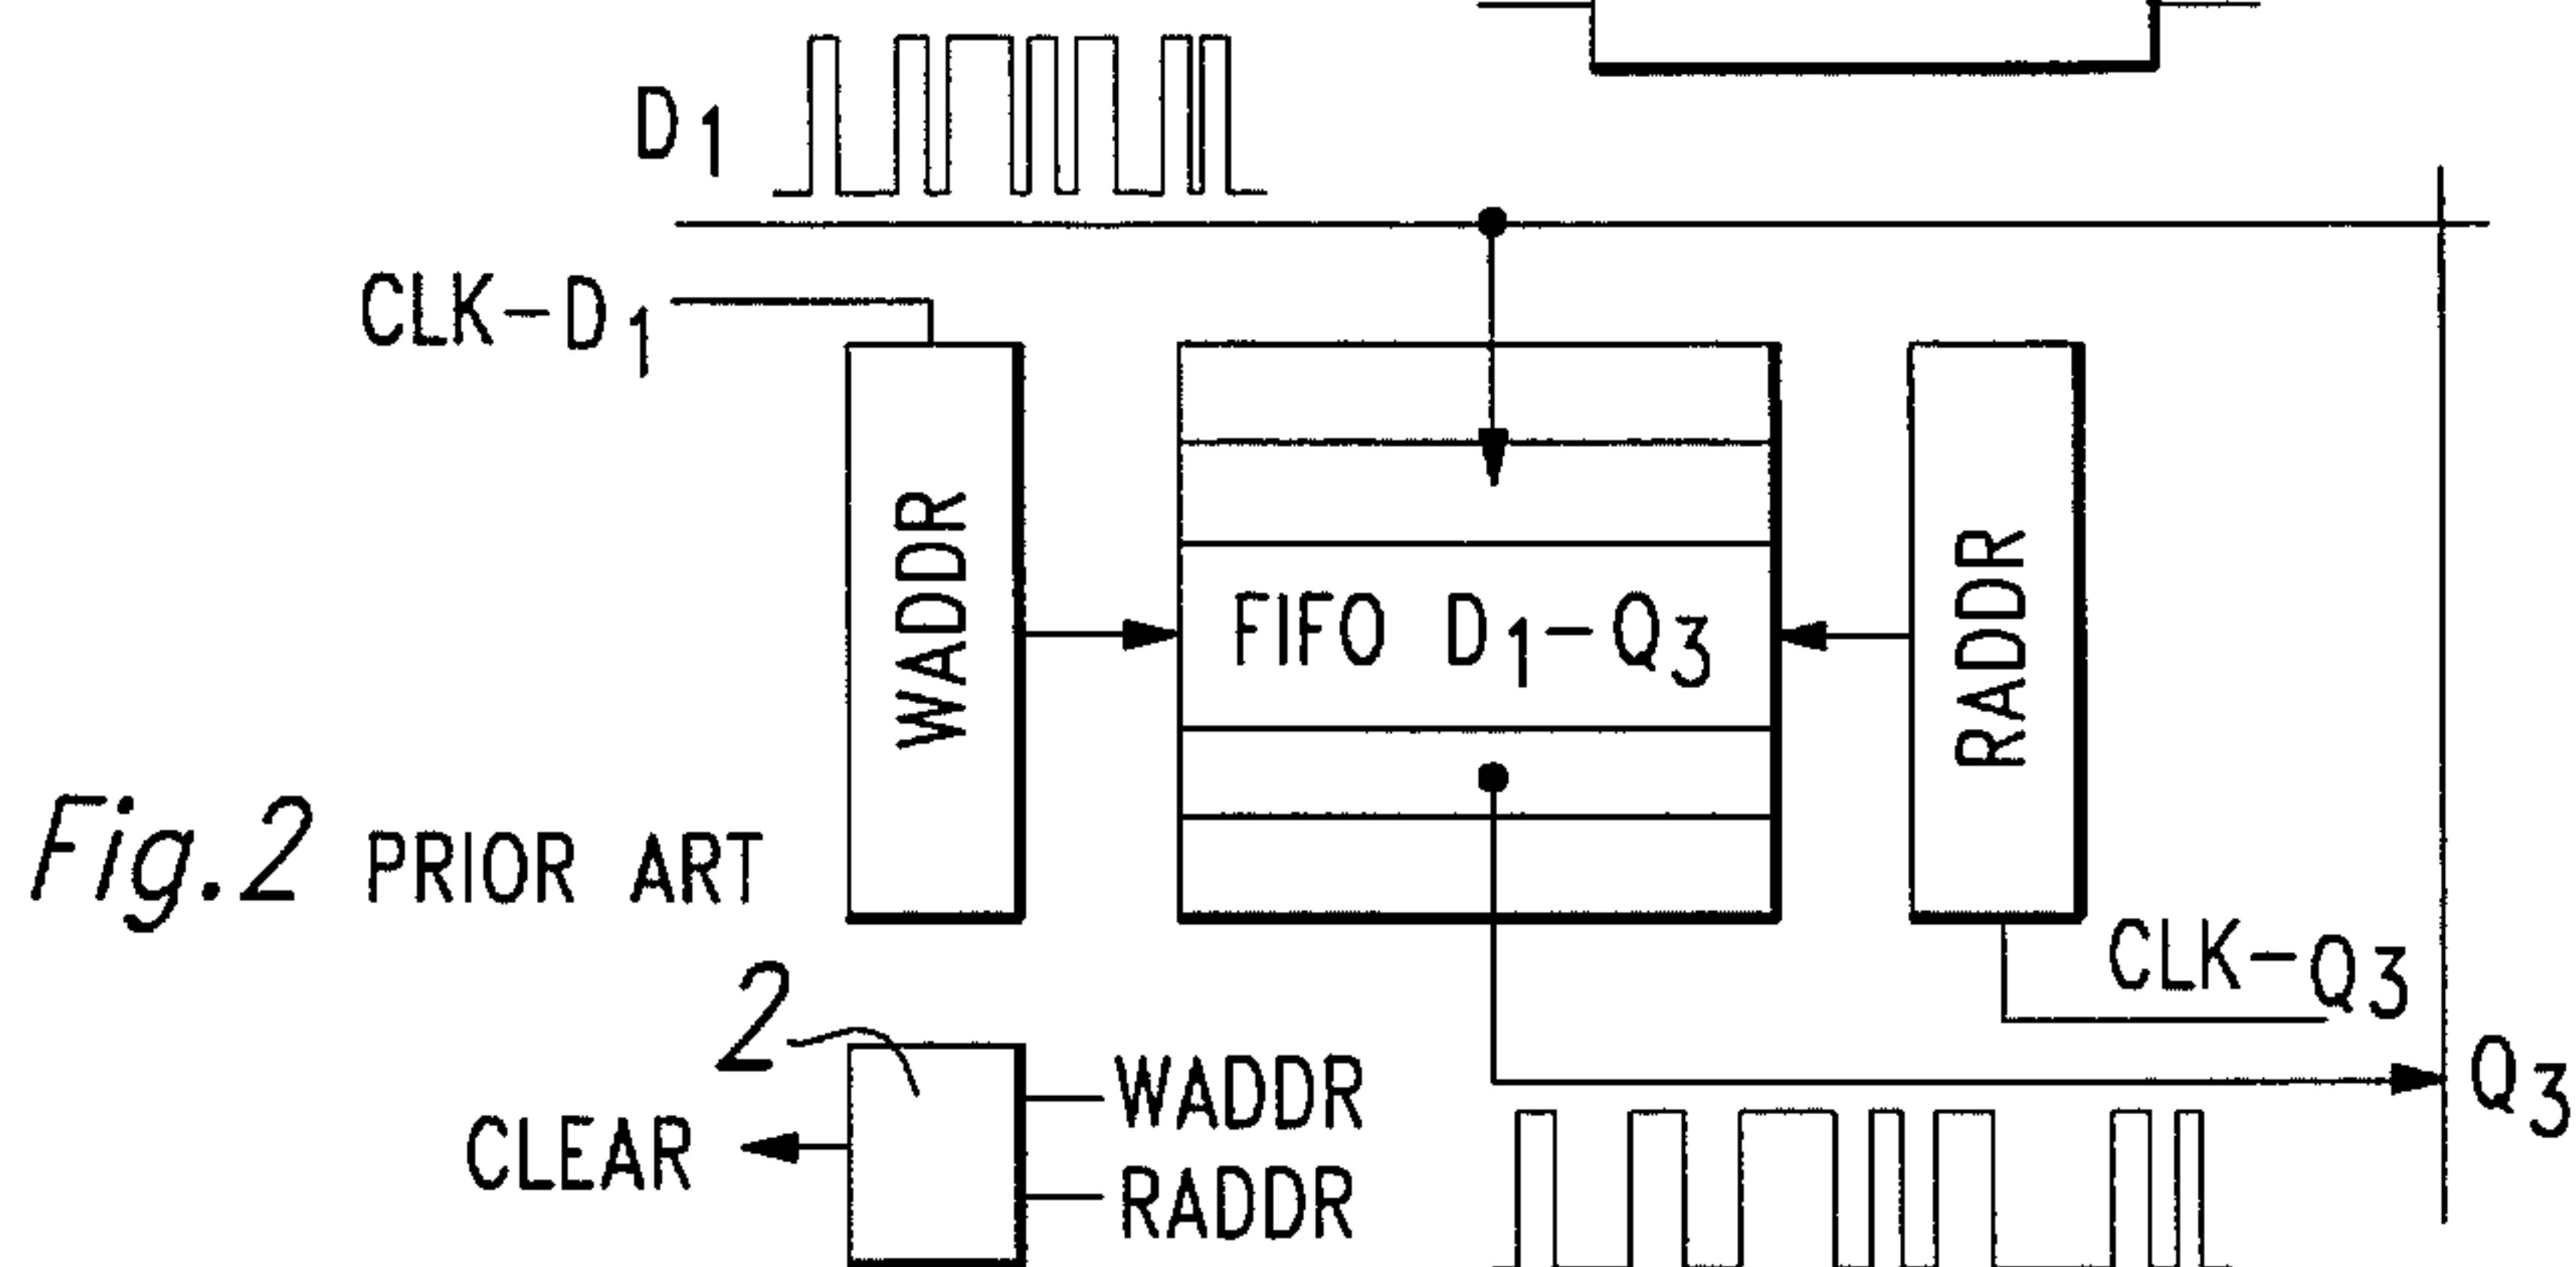 D1
CLK-D1
WADDR
FIFO D1-Q3
RADDR
Fig.2 PRIOR ART
CLK-Q3
2
Q3
WADDR
CLEAR
RADDR